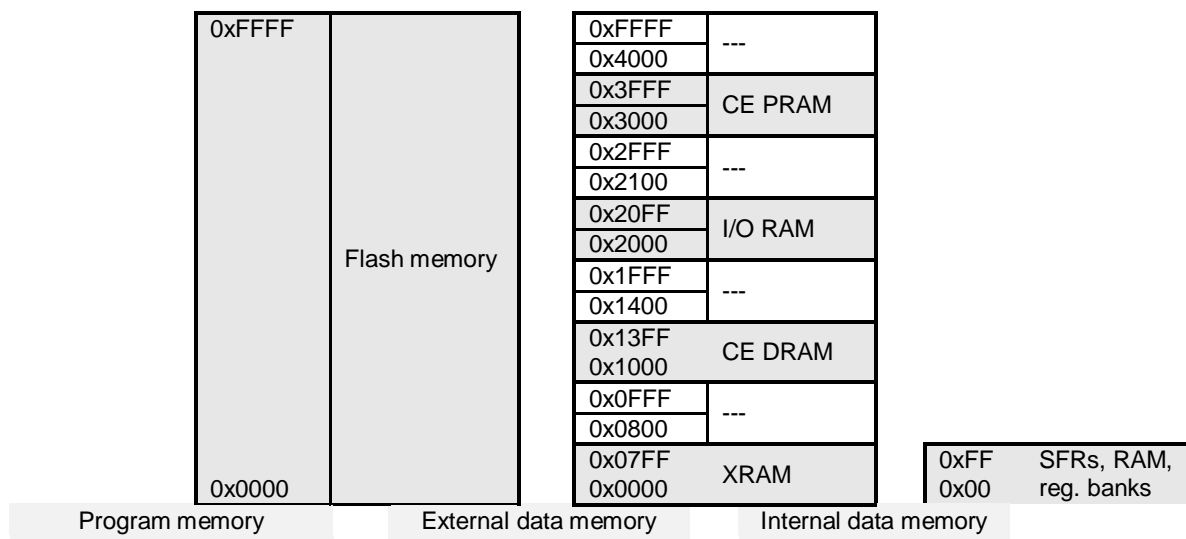 0xFFFF
Flash memory
0x0000
0xFFFF
---
0x4000
0x3FFF
CE PRAM
0x3000
0x2FFF
---
0x2100
0x20FF
I/O RAM
0x2000
0x1FFF
---
0x1400
0x13FF
CE DRAM
0x1000
0x0FFF
---
0x0800
0x07FF
XRAM
0x0000
0xFF SFRs, RAM,
0x00 reg. banks
Program memory External data memory Internal data memory